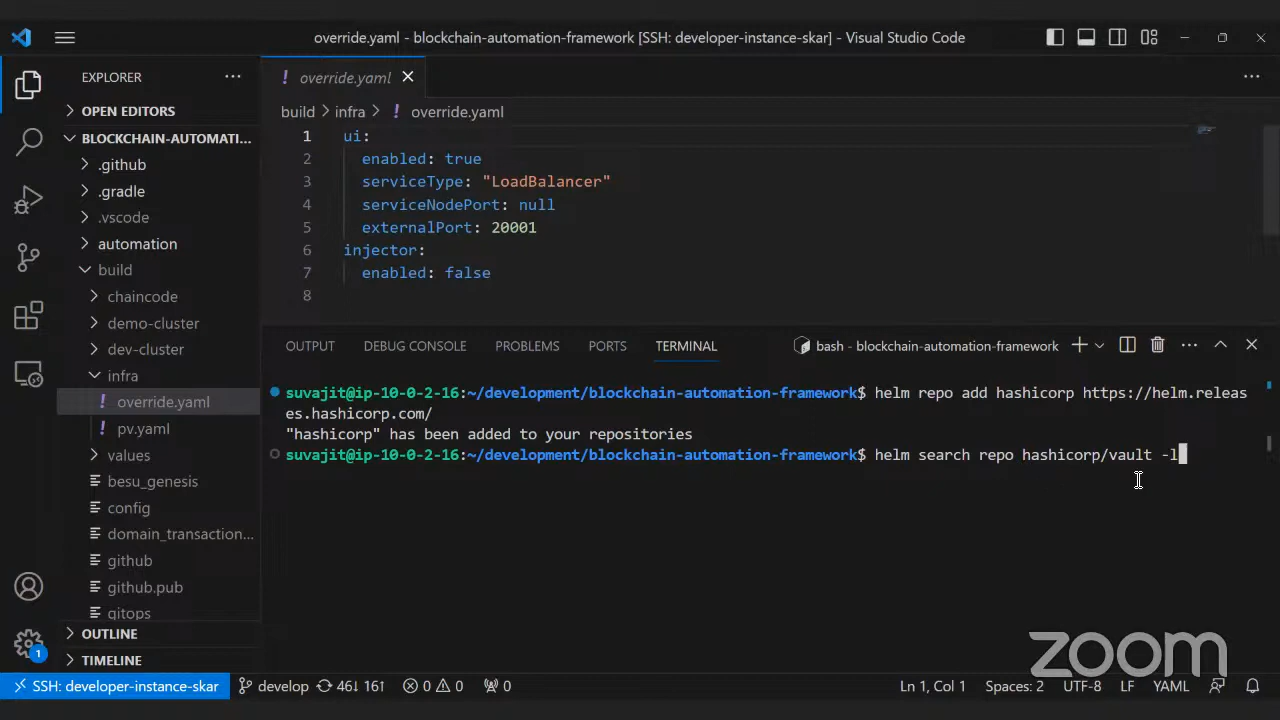 override.yaml - blockchain-automation-framework [SSH: developer-instance-skar] - Visual Studio Code
EXPLORER
OPEN EDITORS
BLOCKCHAIN-AUTOMATI...
.github
.gradle
.vscode
automation
build
chaincode
demo-cluster
dev-cluster
infra
override.yaml
pv.yaml
values
besu_genesis
config
domain_transaction...
github
github.pub
gitops
OUTLINE
TIMELINE
! override.yaml
build > infra > ! override.yaml
1 ui:
2 enabled: true
3 serviceType: "LoadBalancer"
4 serviceNodePort: null
5 externalPort: 20001
6 injector:
7 enabled: false
8
OUTPUT DEBUG CONSOLE PROBLEMS PORTS TERMINAL bash - blockchain-automation-framework
suvajit@ip-10-0-2-16:~/development/blockchain-automation-framework$ helm repo add hashicorp https://helm.releas
es.hashicorp.com/
"hashicorp" has been added to your repositories
suvajit@ip-10-0-2-16:~/development/blockchain-automation-framework$ helm search repo hashicorp/vault -l
zoom
1
SSH: developer-instance-skar develop 46↓ 16↑ 0 0 0 Ln 1, Col 1 Spaces: 2 UTF-8 LF YAML